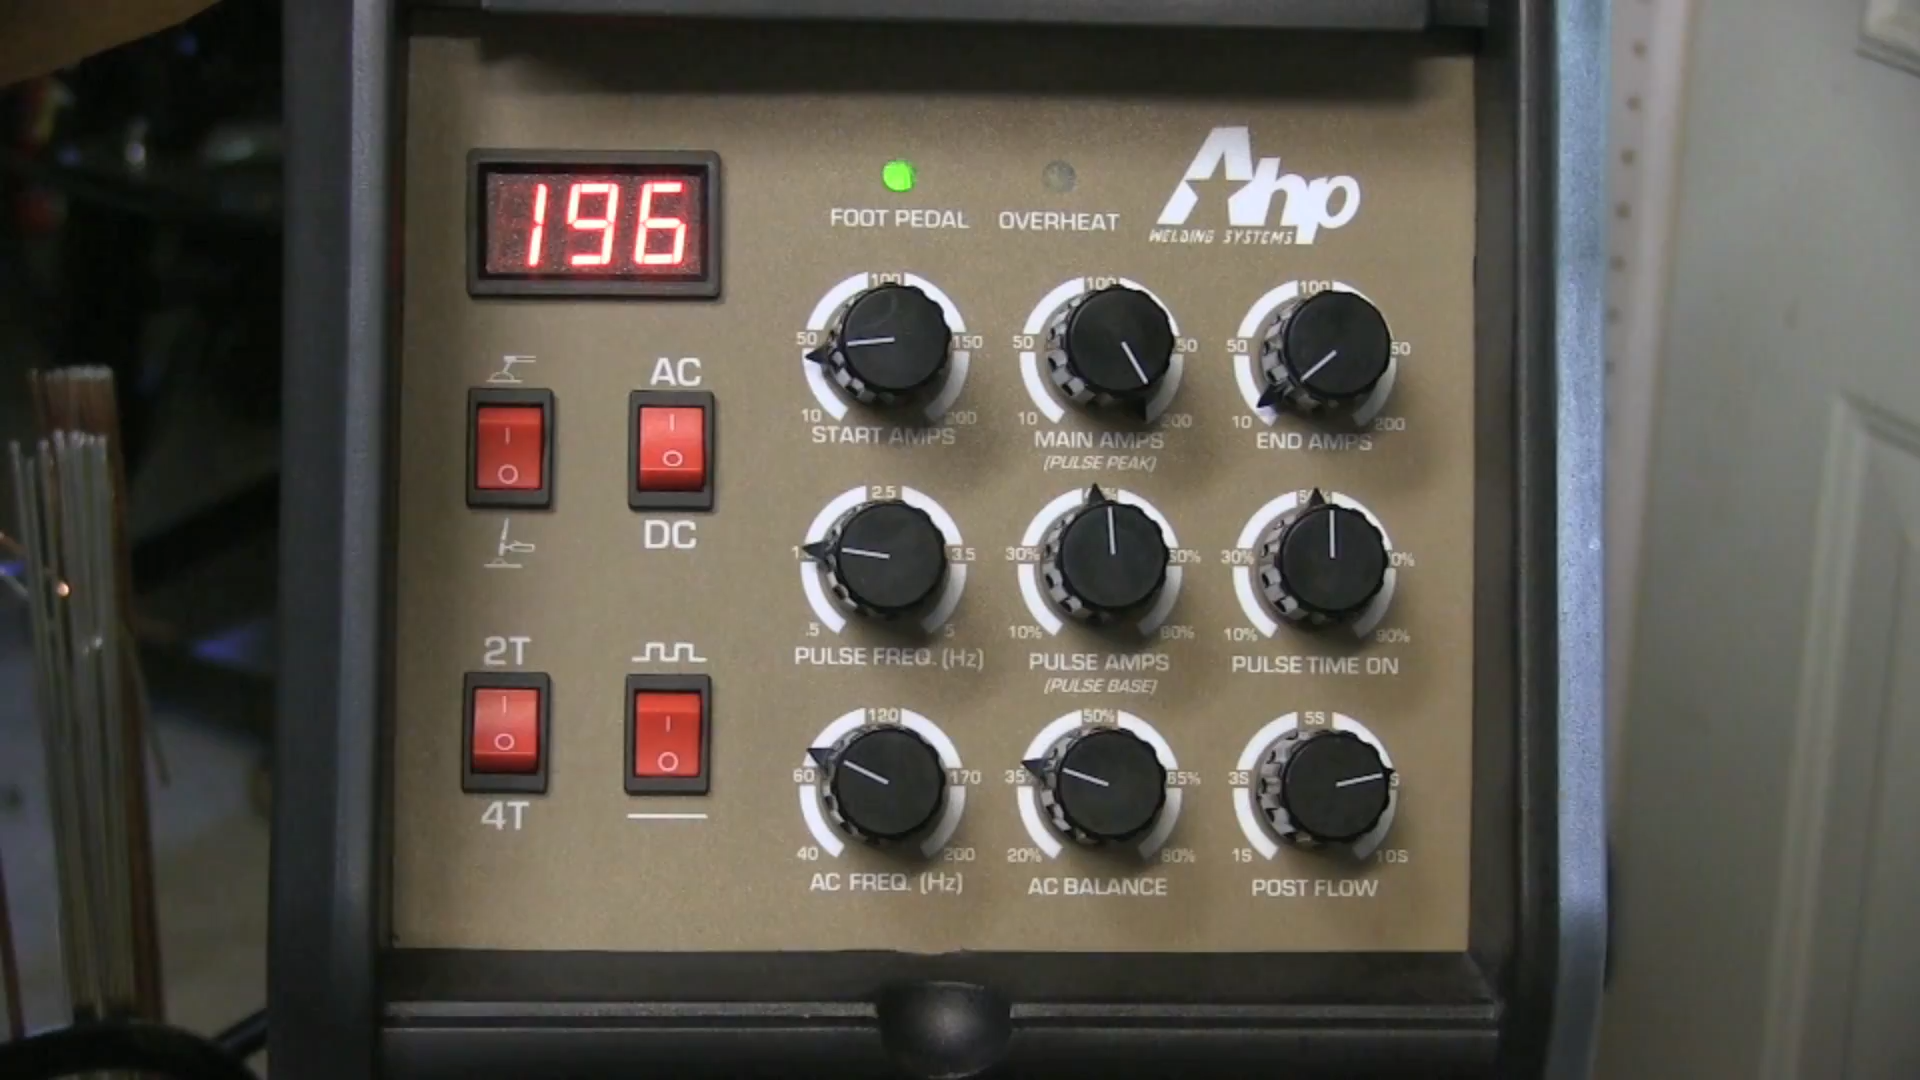 196
FOOT PEDAL
OVERHEAT
Ahp
WELDING SYSTEMS
AC
I O
I O
DC
2T
I O
I O
4T
100
50 150
10 200
START AMPS
100
50 50
10 200
MAIN AMPS
(PULSE PEAK)
100
50 50
10 200
END AMPS
2.5
3.5
.5 5
PULSE FREQ. (Hz)
30%
10% 80%
PULSE AMPS
(PULSE BASE)
30% 0%
10% 90%
PULSE TIME ON
120
60 170
40 200
AC FREQ. (Hz)
50%
35 65%
20% 80%
AC BALANCE
5S
3S S
1S 10S
POST FLOW